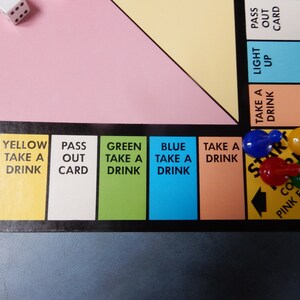 PASS
OUT
CARD
LIGHT
UP
TAKE A
DRINK
YELLOW
TAKE A
DRINK
PASS
OUT
CARD
GREEN
TAKE A
DRINK
BLUE
TAKE A
DRINK
TAKE A
DRINK
PINK